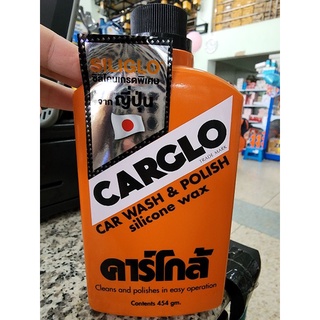 SILIOLO
ซิลิโคนเกรดพิเศษ
จาก ญี่ปุ่น
CARGLO
TRADE MARK
CAR WASH & POLISH
silicone wax
คาร์โกล้
Cleans and polishes in easy operation
Contents 454 gm.